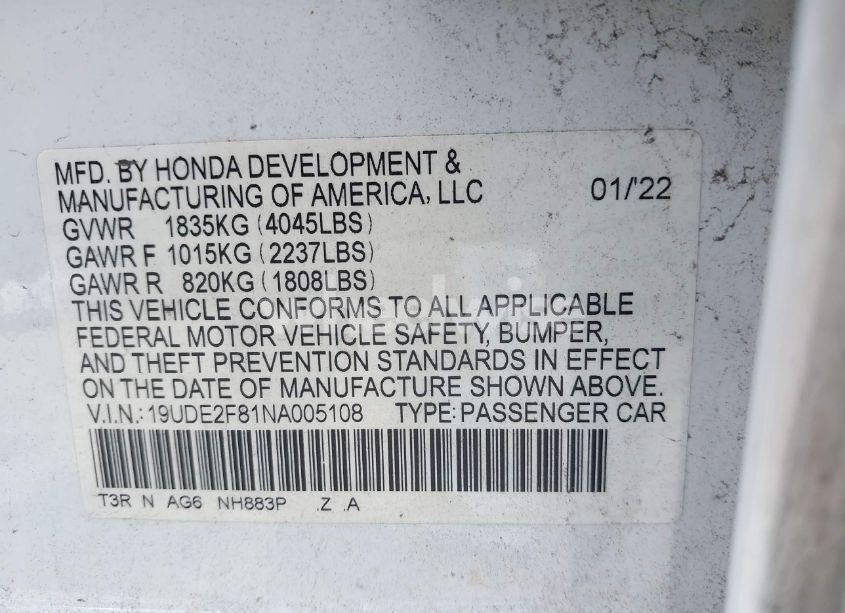 MFD. BY HONDA DEVELOPMENT &
MANUFACTURING OF AMERICA, LLC 01/'22
GVWR 1835KG (4045LBS)
GAWR F 1015KG (2237LBS)
GAWR R 820KG (1808LBS)
THIS VEHICLE CONFORMS TO ALL APPLICABLE
FEDERAL MOTOR VEHICLE SAFETY, BUMPER,
AND THEFT PREVENTION STANDARDS IN EFFECT
ON THE DATE OF MANUFACTURE SHOWN ABOVE.
V.I.N.: 19UDE2F81NA005108 TYPE: PASSENGER CAR
T3R N AG6 NH883P .Z .A